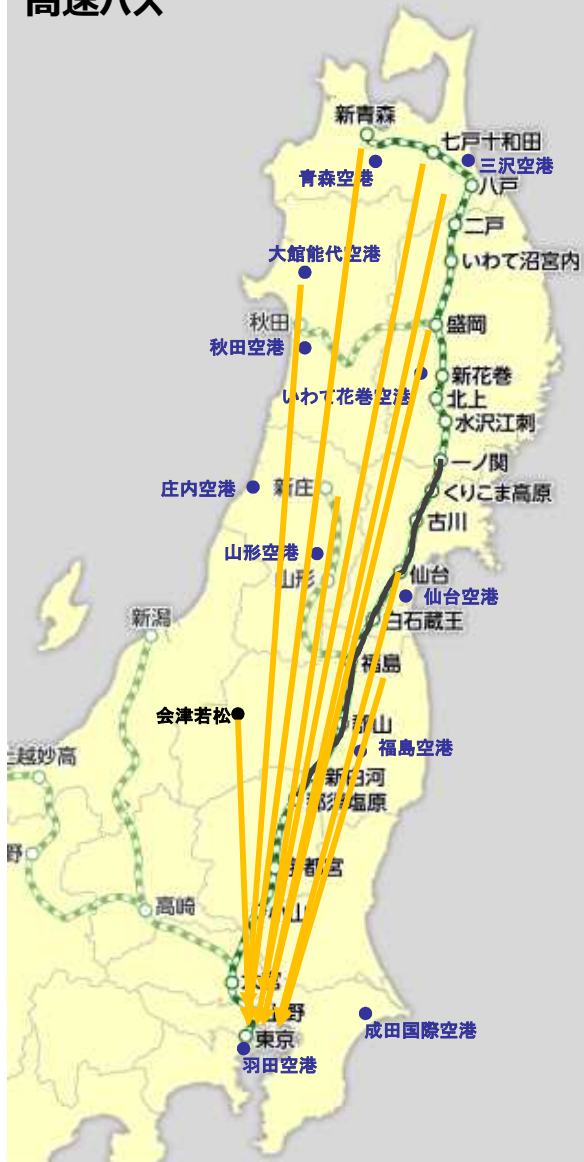 高速バス
新青森
七戸十和田
三沢空港
青森空港
八戸
二戸
大館能代空港
いわて沼宮内
秋田
盛岡
秋田空港
新花巻
いわて花巻空港
北上
水沢江刺
一ノ関
庄内空港
新庄
くりこま高原
古川
山形空港
山形
仙台
仙台空港
新潟
白石蔵王
福島
会津若松
郡山
福島空港
上越妙高
新白河
那須塩原
野
宇都宮
高崎
小山
大宮
上野
成田国際空港
東京
羽田空港